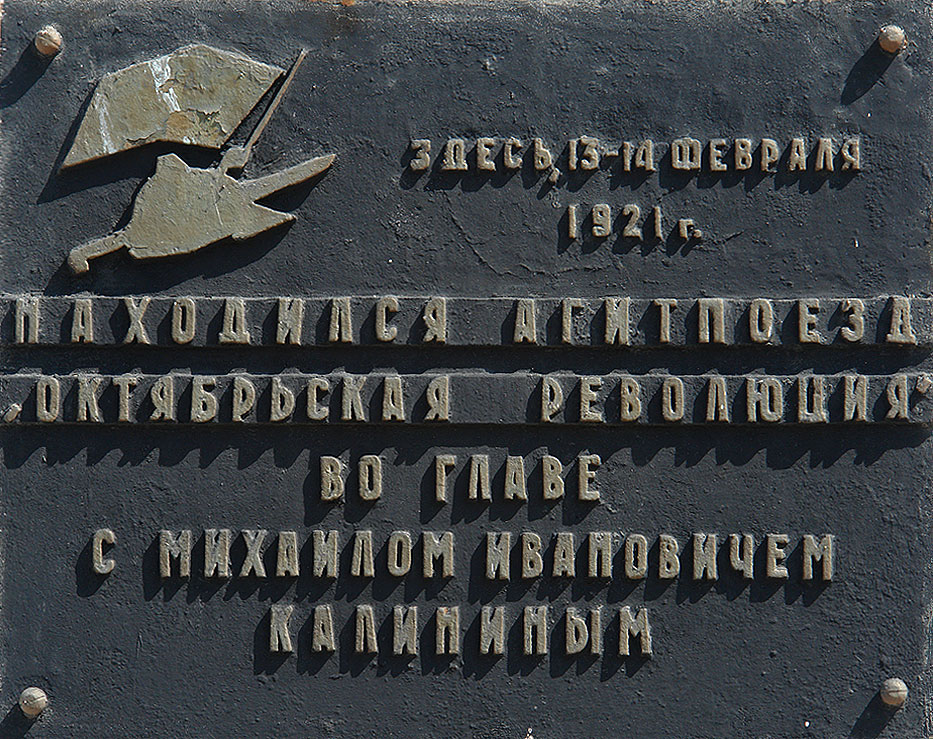 ЗДЕСЬ, 13-14 ФЕВРАЛЯ
1921 г.
НАХОДИЛСЯ АГИТПОЕЗД
„ОКТЯБРЬСКАЯ РЕВОЛЮЦИЯ"
ВО ГЛАВЕ
С МИХАИЛОМ ИВАНОВИЧЕМ
КАЛИНИНЫМ